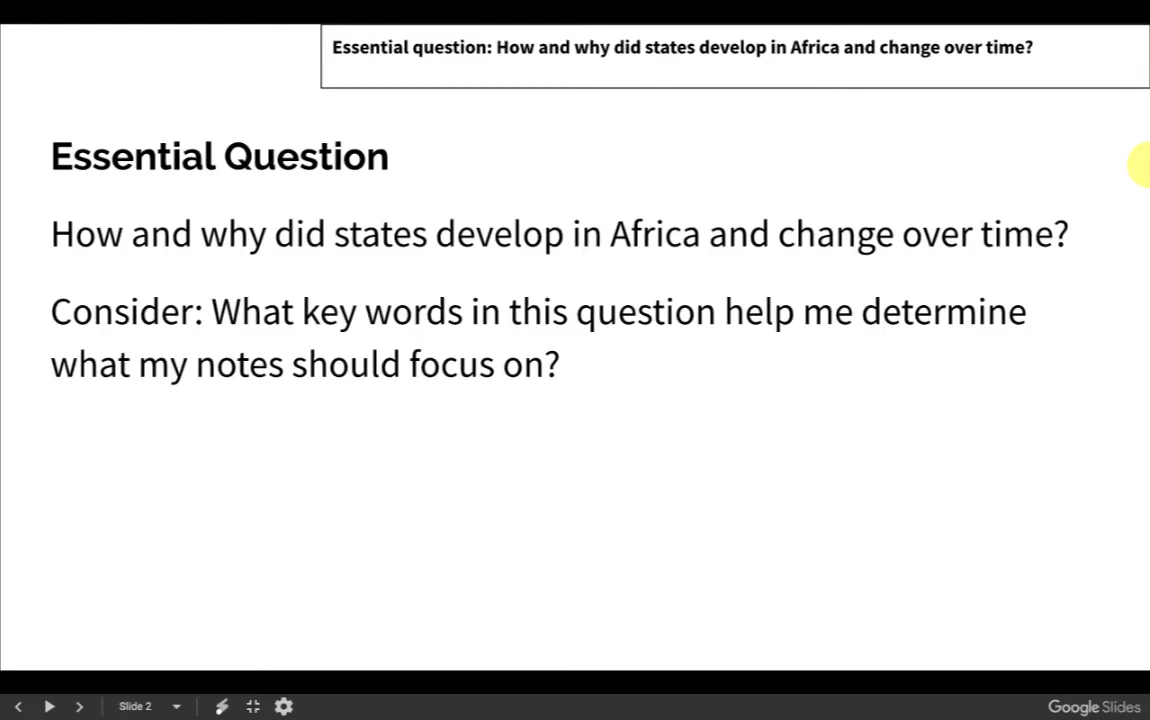 Essential question: How and why did states develop in Africa and change over time?
Essential Question
How and why did states develop in Africa and change over time?
Consider: What key words in this question help me determine
what my notes should focus on?
Slide 2
Google Slides